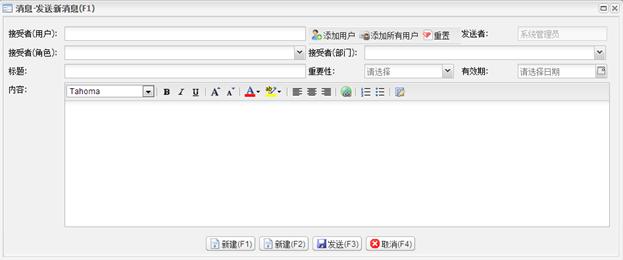 消息-发送新消息(F1)
接受者(用户): 添加用户 添加所有用户 重置 发送者: 系统管理员
接受者(角色): 接受者(部门):
标题: 重要性: 请选择 有效期: 请选择日期
内容: Tahoma B I U A A A ab
新建(F1) 新建(F2) 发送(F3) 取消(F4)